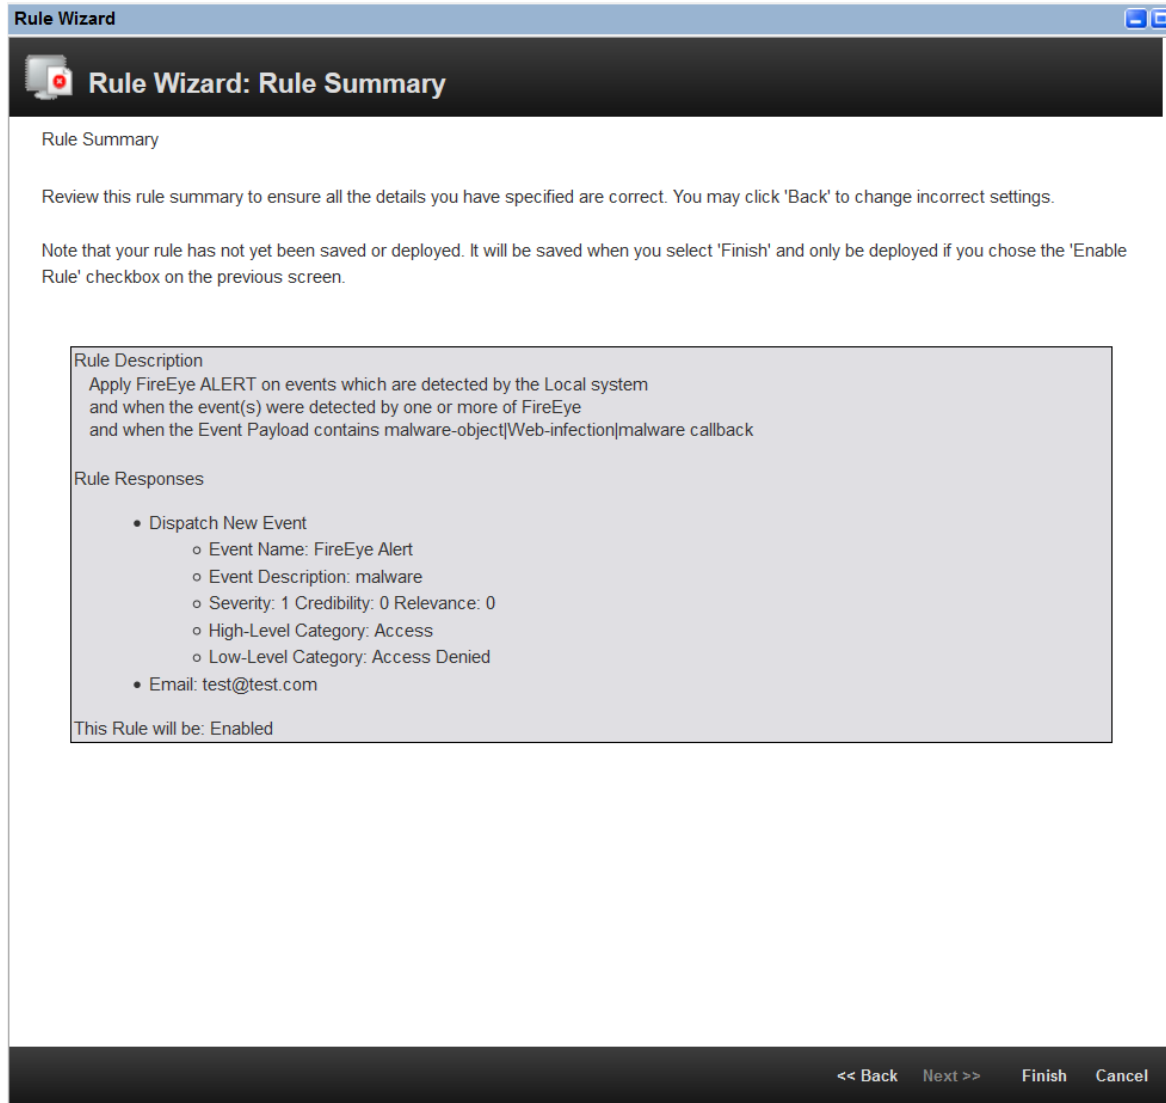 Rule Wizard
Rule Wizard: Rule Summary
Rule Summary
Review this rule summary to ensure all the details you have specified are correct. You may click 'Back' to change incorrect settings.
Note that your rule has not yet been saved or deployed. It will be saved when you select 'Finish' and only be deployed if you chose the 'Enable
Rule' checkbox on the previous screen.
Rule Description
Apply FireEye ALERT on events which are detected by the Local system
and when the event(s) were detected by one or more of FireEye
and when the Event Payload contains malware-object|Web-infection|malware callback
Rule Responses
Dispatch New Event
Event Name: FireEye Alert
Event Description: malware
Severity: 1 Credibility: 0 Relevance: 0
High-Level Category: Access
Low-Level Category: Access Denied
Email: test@test.com
This Rule will be: Enabled
<< Back Next >> Finish Cancel